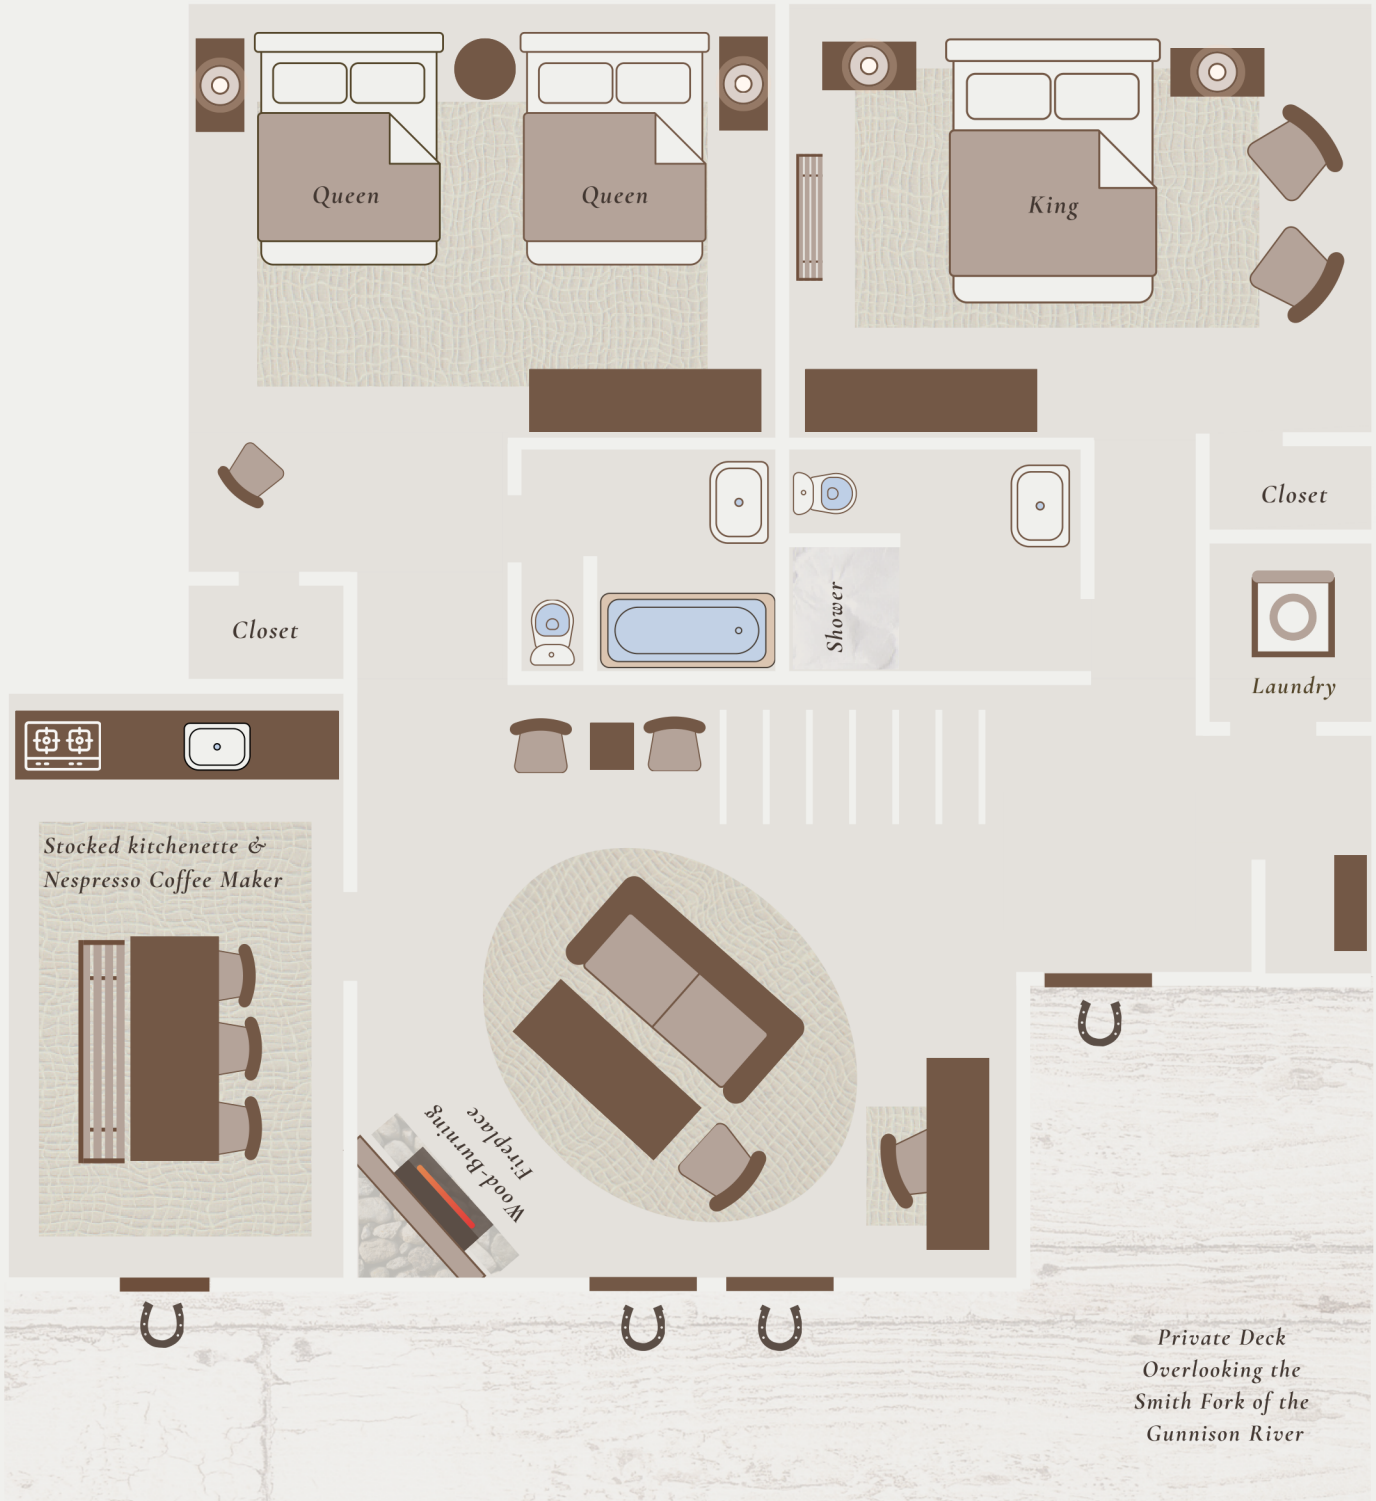 Queen
Queen
King
Closet
Shower
Closet
Laundry
Stocked kitchenette &
Nespresso Coffee Maker
Wood-Burning
Fireplace
Private Deck
Overlooking the
Smith Fork of the
Gunnison River